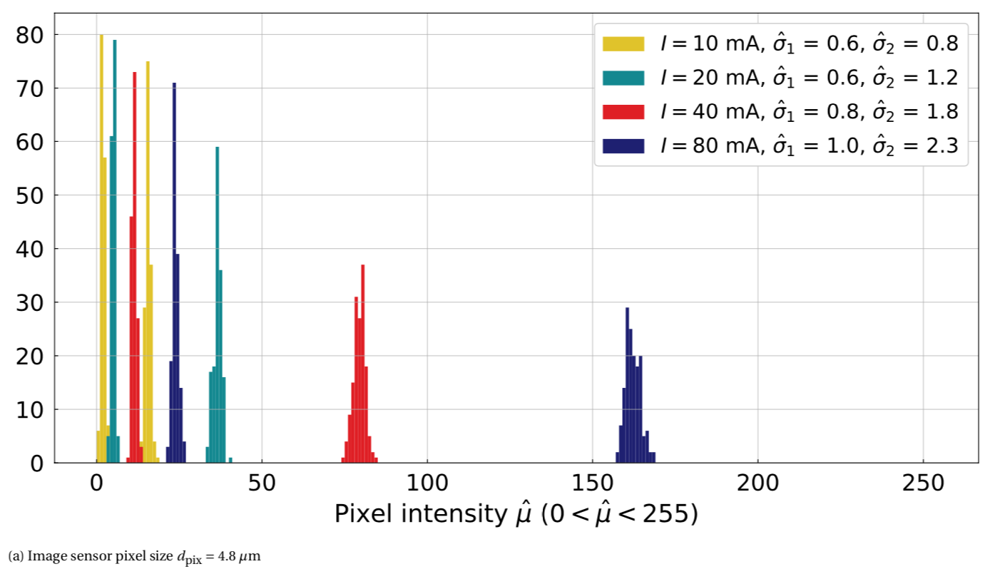 80
70
60
50
40
30
20
10
0
I = 10 mA, σ̂₁ = 0.6, σ̂₂ = 0.8
I = 20 mA, σ̂₁ = 0.6, σ̂₂ = 1.2
I = 40 mA, σ̂₁ = 0.8, σ̂₂ = 1.8
I = 80 mA, σ̂₁ = 1.0, σ̂₂ = 2.3
0 50 100 150 200 250
Pixel intensity μ̂ (0 < μ̂ < 255)
(a) Image sensor pixel size d_pix = 4.8 μm